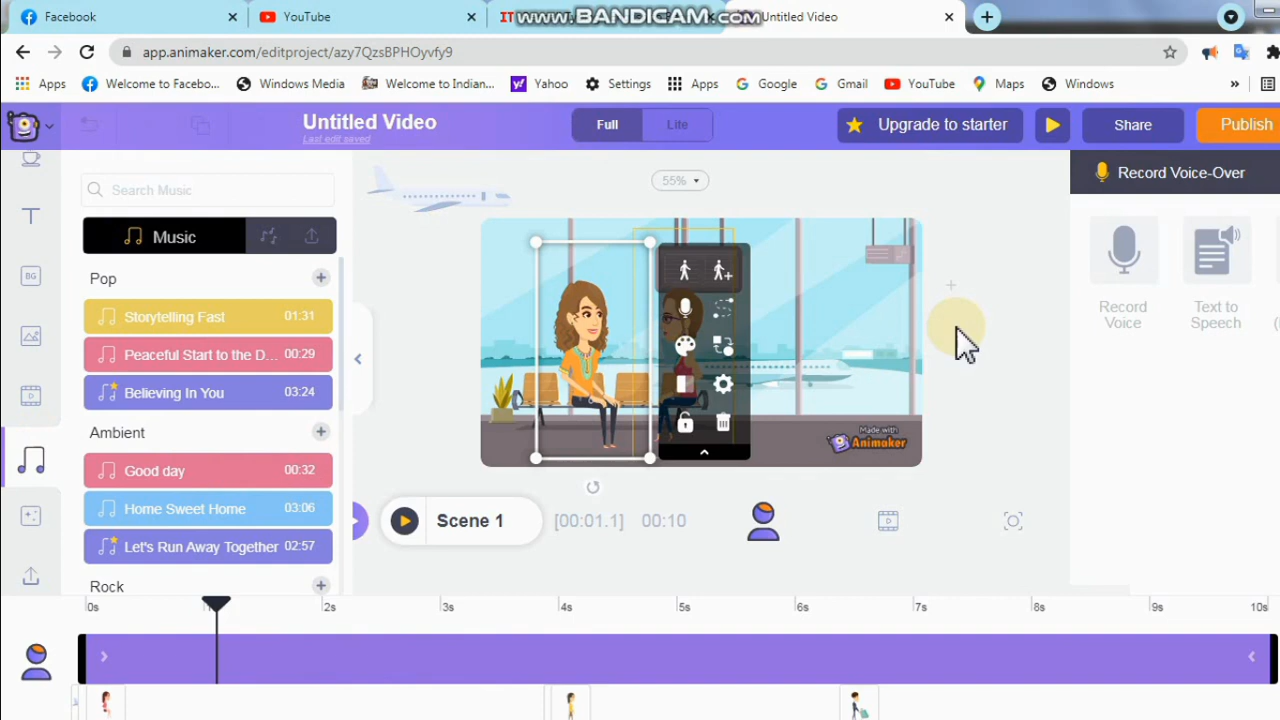 Facebook
YouTube
IT
www.BANDICAM.com
Untitled Video
app.animaker.com/editproject/azy7QzsBPHOyvfy9
Apps
Welcome to Facebo...
Windows Media
Welcome to Indian...
Yahoo
Settings
Apps
Google
Gmail
YouTube
Maps
Windows
»
Untitled Video
Last edit saved
Full
Lite
Upgrade to starter
Share
Publish
Search Music
55%
Record Voice-Over
Music
Pop
Storytelling Fast 01:31
Peaceful Start to the D... 00:29
Believing In You 03:24
Record Voice
Text to Speech
Ambient
Good day 00:32
Home Sweet Home 03:06
Let's Run Away Together 02:57
Rock
T
BG
Made with
Animaker
Scene 1
[00:01.1] 00:10
0s
2s
3s
4s
5s
6s
7s
8s
9s
10s